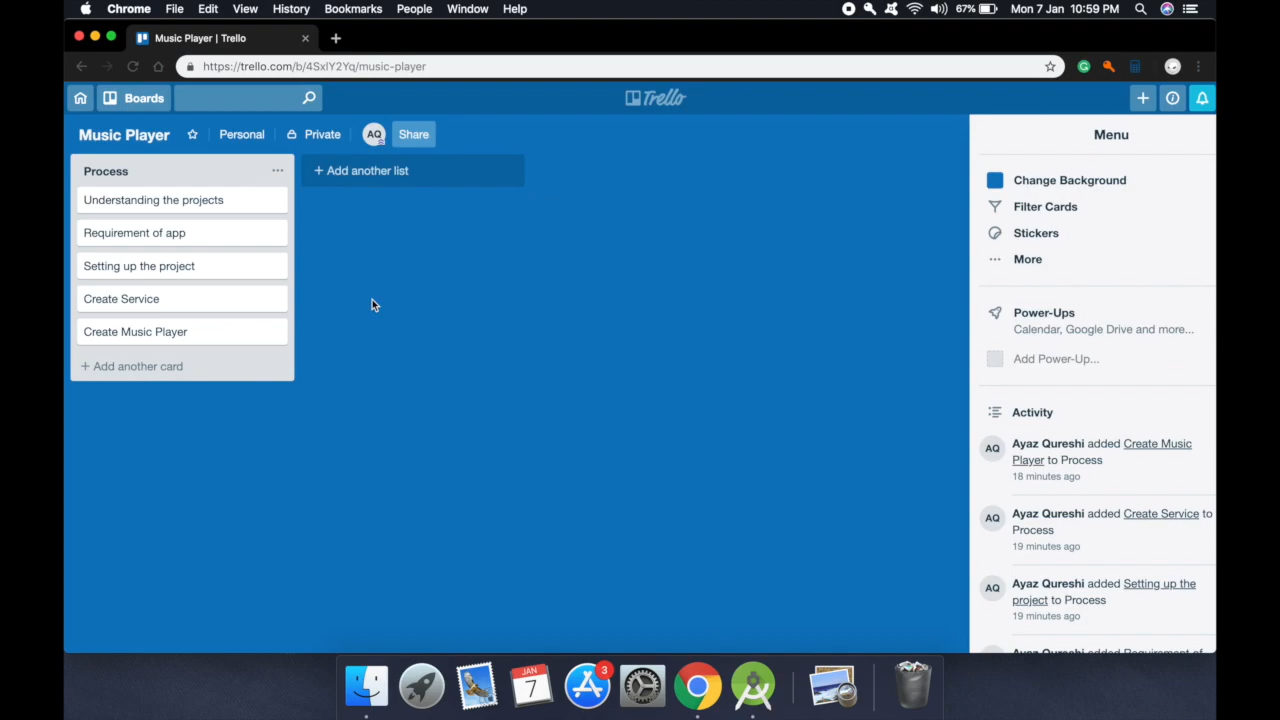 Chrome File Edit View History Bookmarks People Window Help 67% Mon 7 Jan 10:59 PM
Music Player | Trello
https://trello.com/b/4SxlY2Yq/music-player
Boards
Trello
Music Player Personal Private AQ Share
Menu
Process
+ Add another list
Understanding the projects
Requirement of app
Setting up the project
Create Service
Create Music Player
+ Add another card
Change Background
Filter Cards
Stickers
More
Power-Ups
Calendar, Google Drive and more...
Add Power-Up...
Activity
AQ
Ayaz Qureshi added Create Music
Player to Process
18 minutes ago
AQ
Ayaz Qureshi added Create Service to
Process
19 minutes ago
AQ
Ayaz Qureshi added Setting up the
project to Process
19 minutes ago
Ayaz Qureshi added Requirement of
JAN
7
3